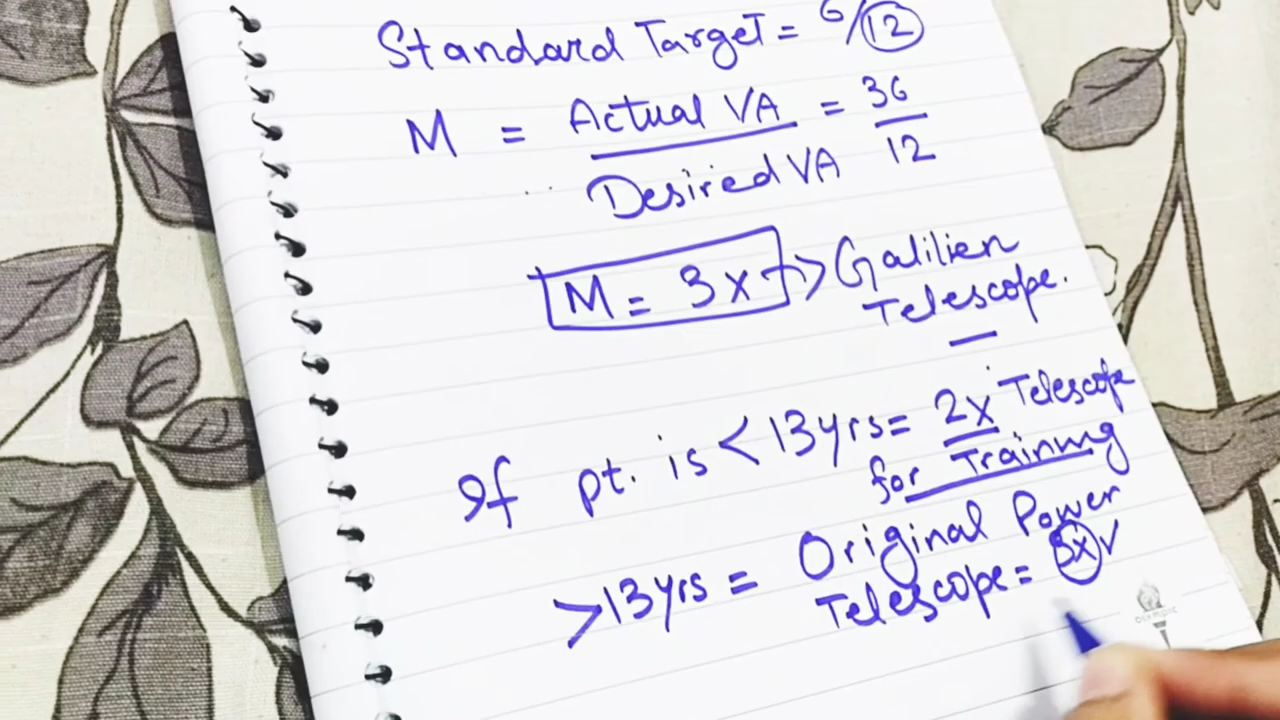 Standard Target = 6/12
M = Actual VA = 36
Desired VA 12
M = 3x -> Galilien
Telescope.
If pt. is < 13yrs = 2x Telescope
for Training
>13yrs = Original Power
Telescope = 3x ✓
OLYMPIC